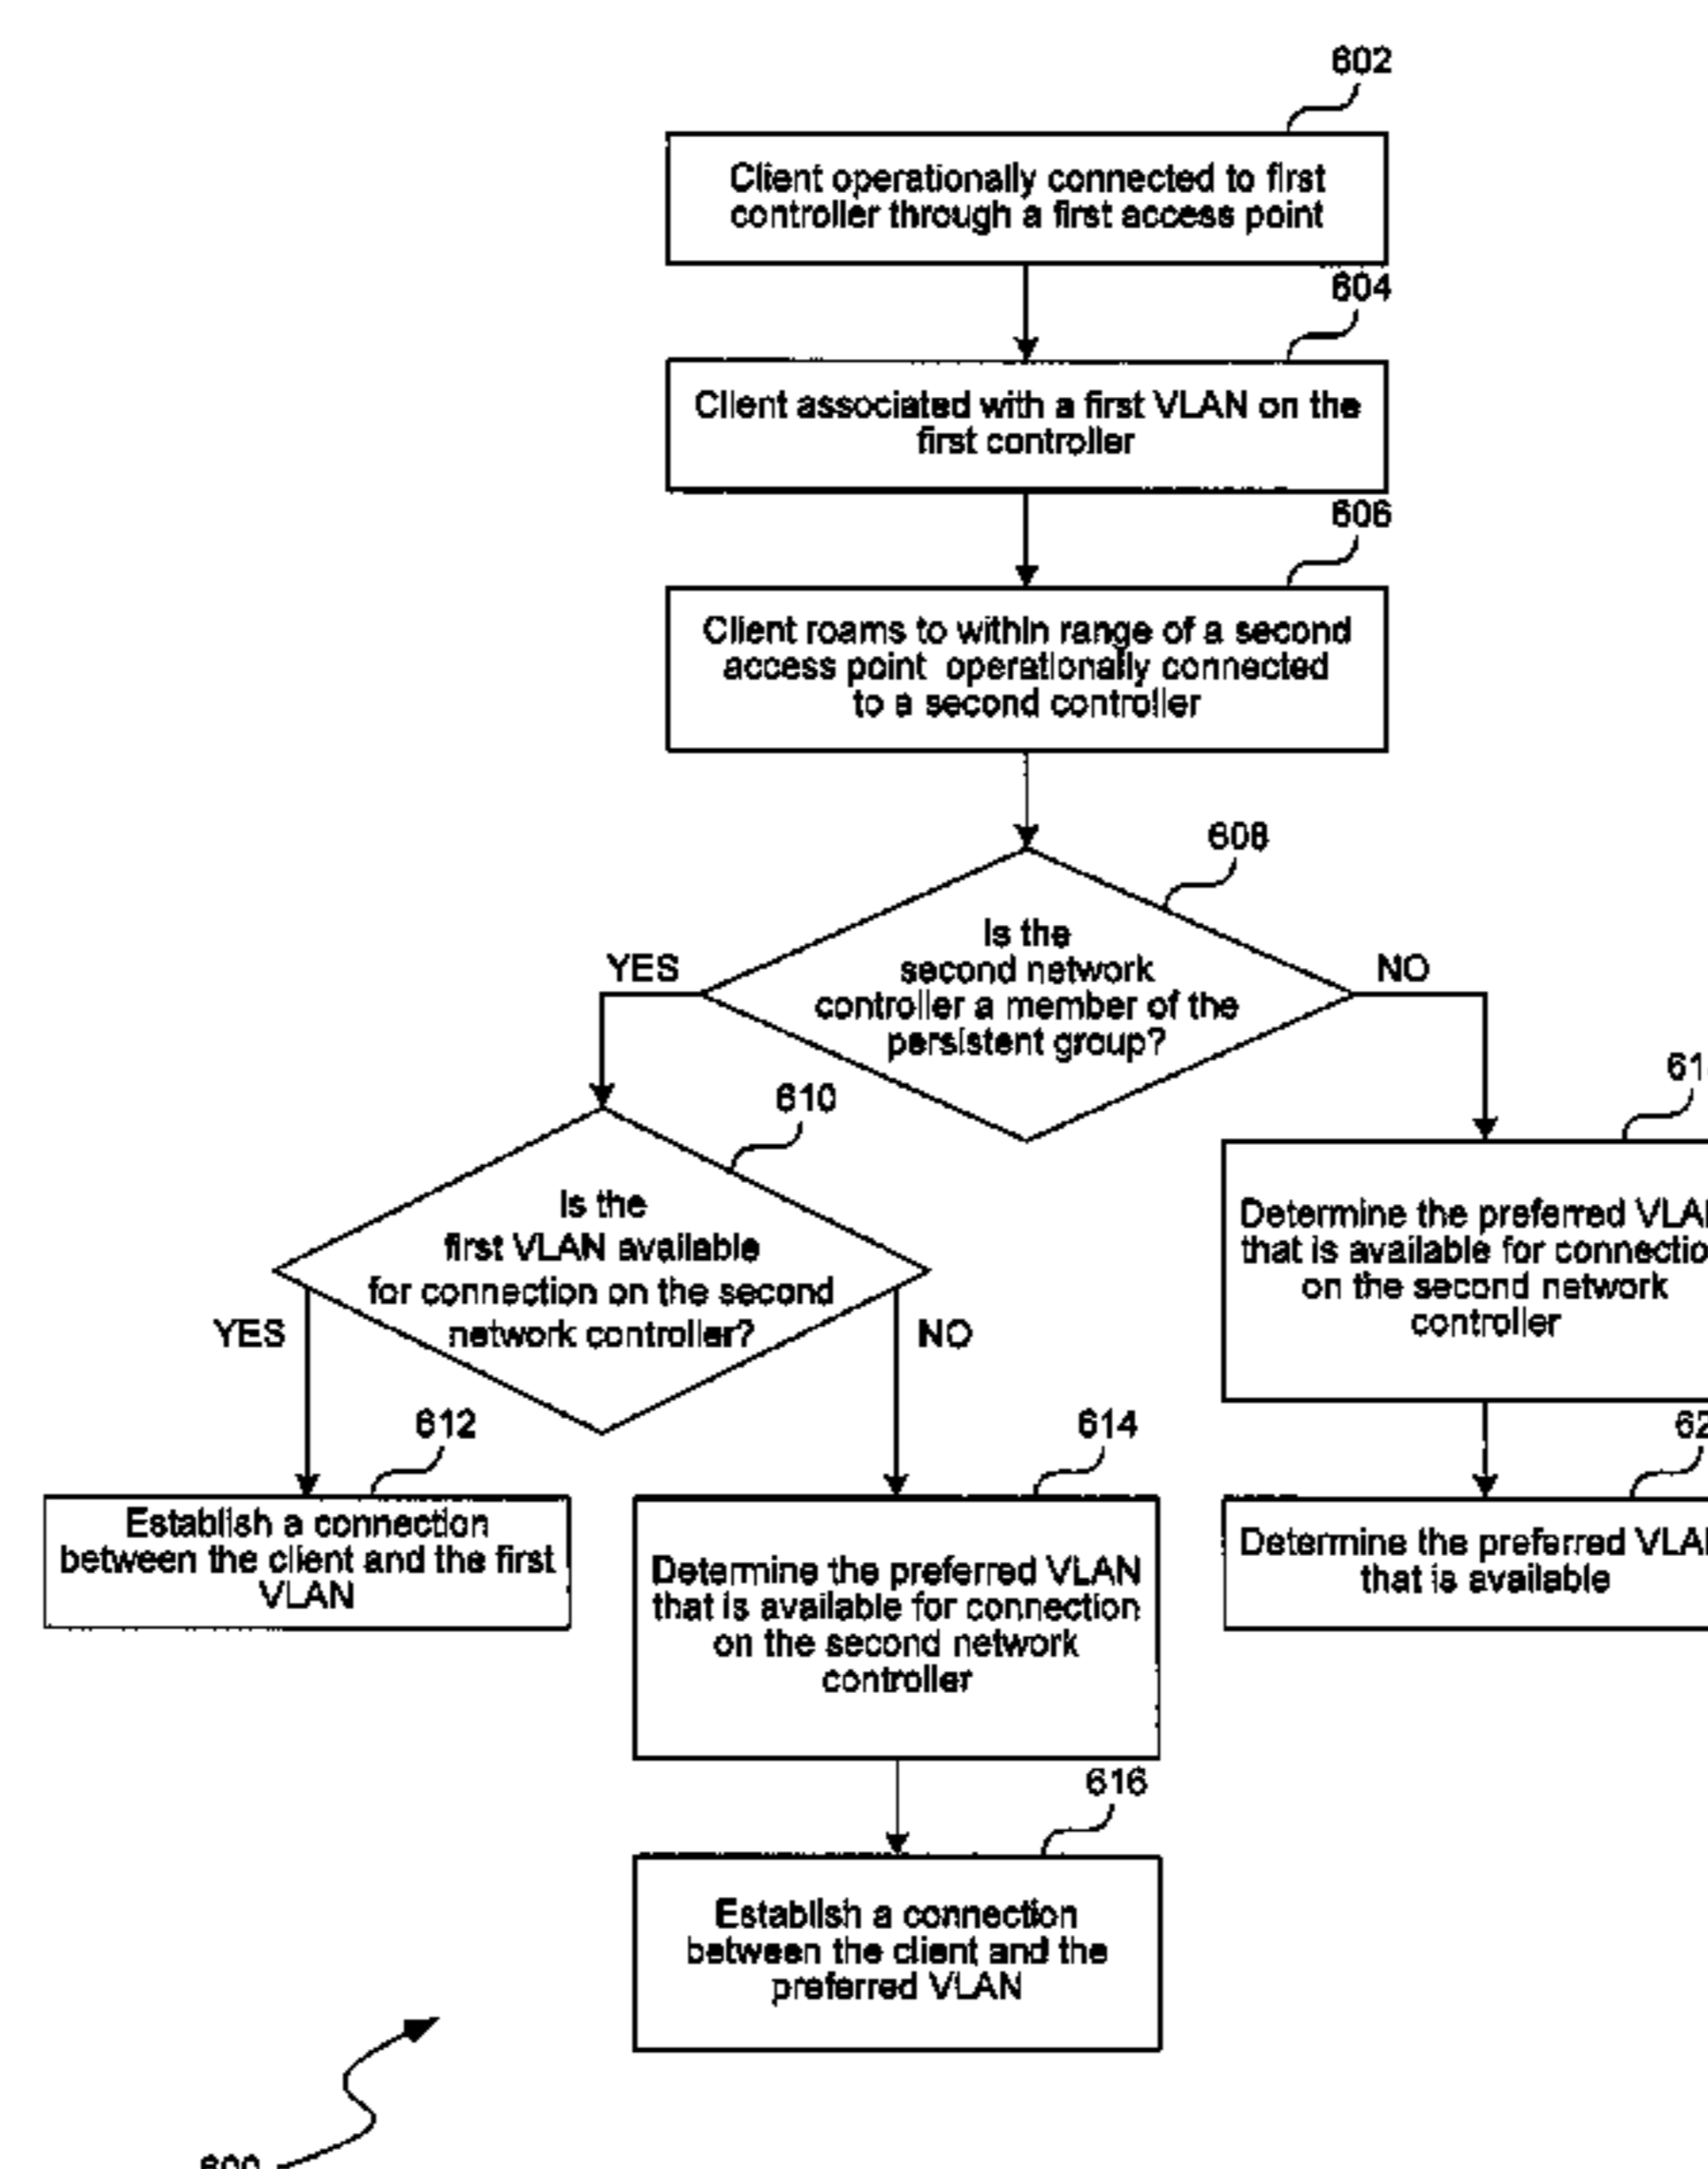 602
Client operationally connected to first
controller through a first access point
604
Client associated with a first VLAN on the
first controller
606
Client roams to within range of a second
access point operationally connected
to a second controller
608
Is the
second network
controller a member of the
persistent group?
YES
NO
610
Is the
first VLAN available
for connection on the second
network controller?
YES
NO
Determine the preferred
that is available for
on the second network
controller
612
Establish a connection
between the client and the first
VLAN
614
Determine the preferred VLAN
that is available for connection
on the second network
controller
Determine the preferred
that is available
616
Establish a connection
between the client and the
preferred VLAN
600